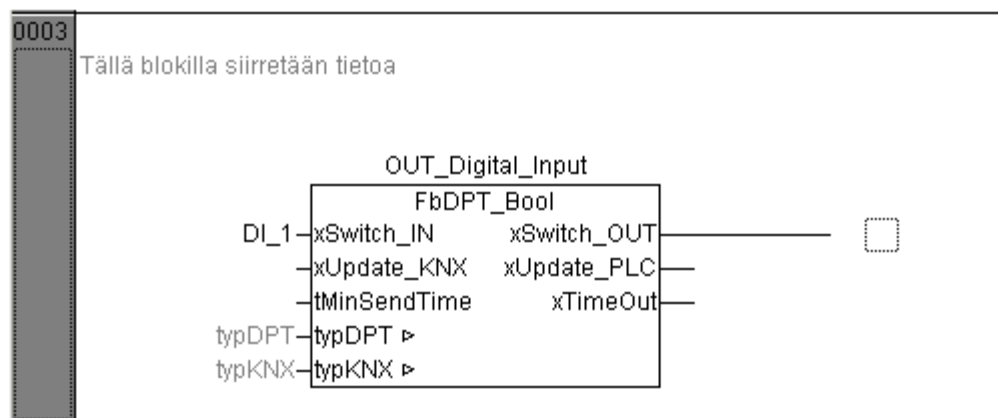 0003
Tällä blokilla siirretään tietoa
OUT_Digital_Input
FbDPT_Bool
DI_1 xSwitch_IN xSwitch_OUT
xUpdate_KNX xUpdate_PLC
tMinSendTime xTimeOut
typDPT typDPT ▷
typKNX typKNX ▷